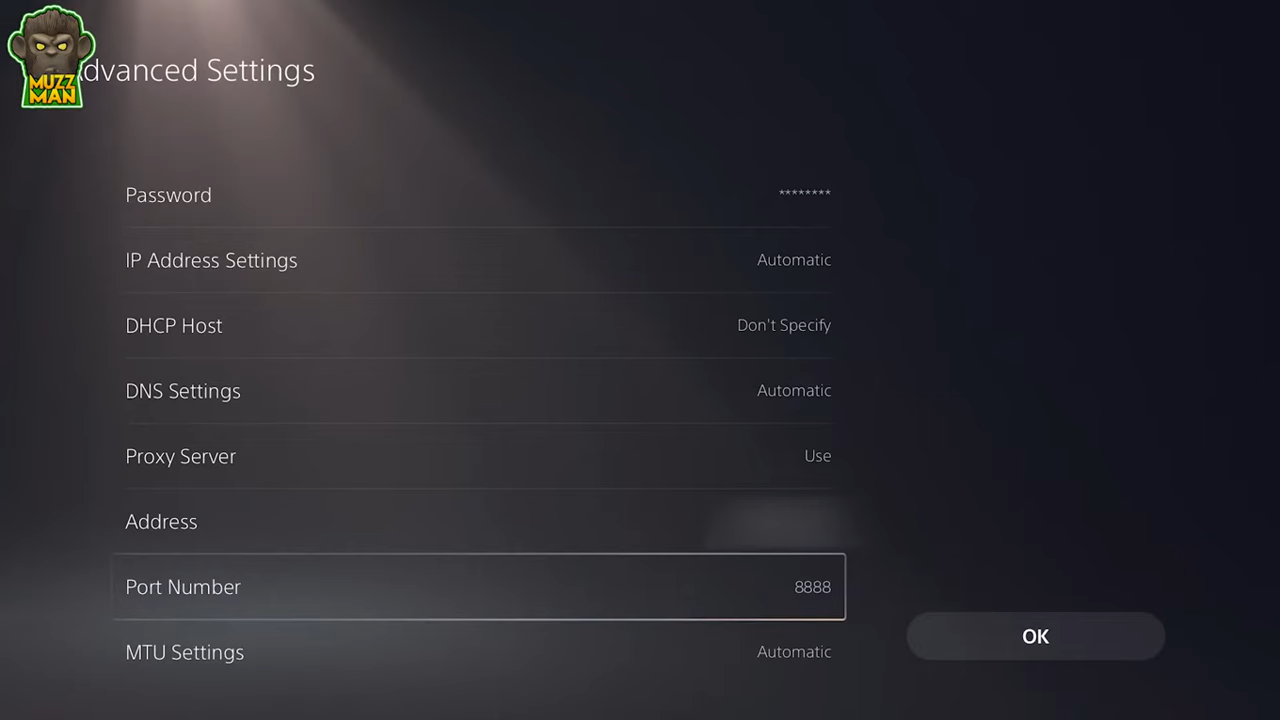 MUZZ
MAN
dvanced Settings
Password ********
IP Address Settings Automatic
DHCP Host Don't Specify
DNS Settings Automatic
Proxy Server Use
Address
Port Number 8888
OK
MTU Settings Automatic